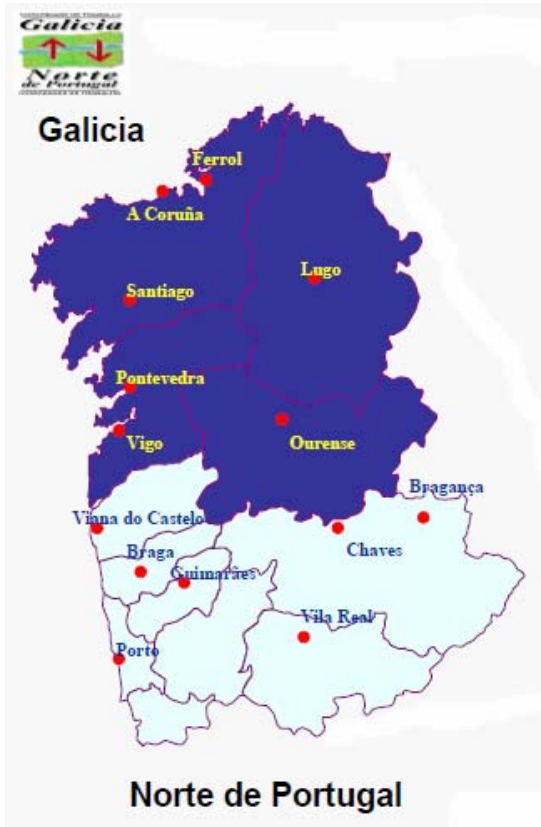 Galicia
Norte
de Portugal
Galicia
Ferrol
A Coruña
Lugo
Santiago
Pontevedra
Vigo
Ourense
Bragança
Viana do Castelo
Chaves
Braga
Guimarães
Vila Real
Porto
Norte de Portugal